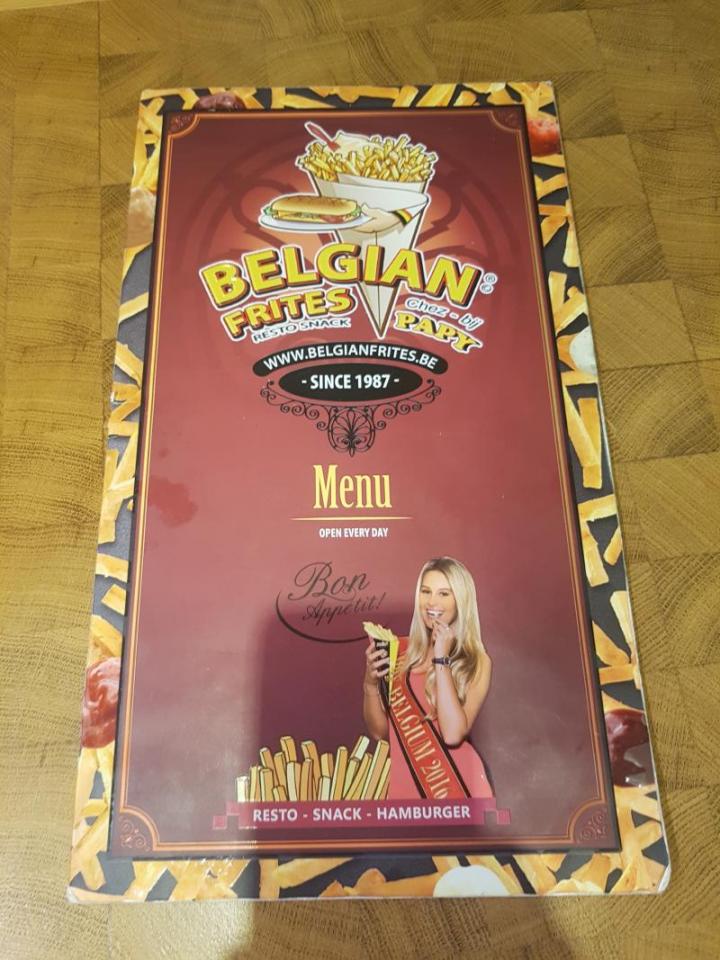 BELGIAN®
FRITES
Chez - bij
RESTO SNACK
PAPY
WWW.BELGIANFRITES.BE
- SINCE 1987 -
Menu
OPEN EVERY DAY
Bon
Appétit!
BELGIUM 2016
RESTO - SNACK - HAMBURGER